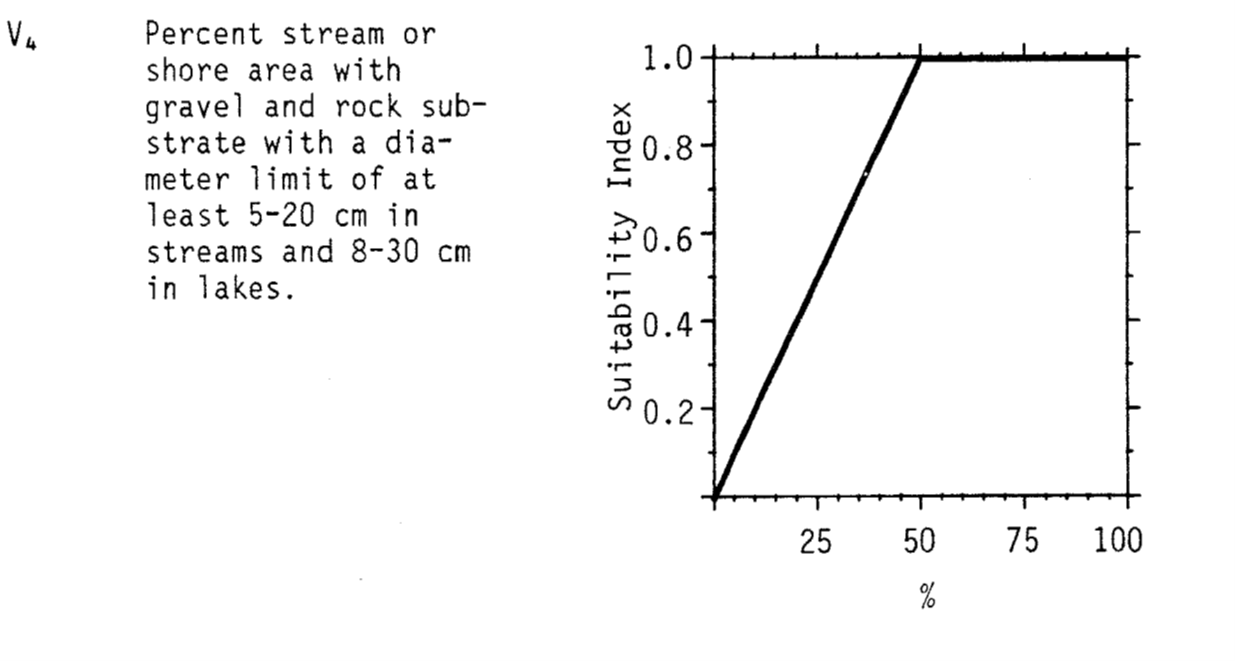 V4
Percent stream or
shore area with
gravel and rock sub-
strate with a dia-
meter limit of at
least 5-20 cm in
streams and 8-30 cm
in lakes.
Suitability Index
1.0
0.8
0.6
0.4
0.2
25 50 75 100
%